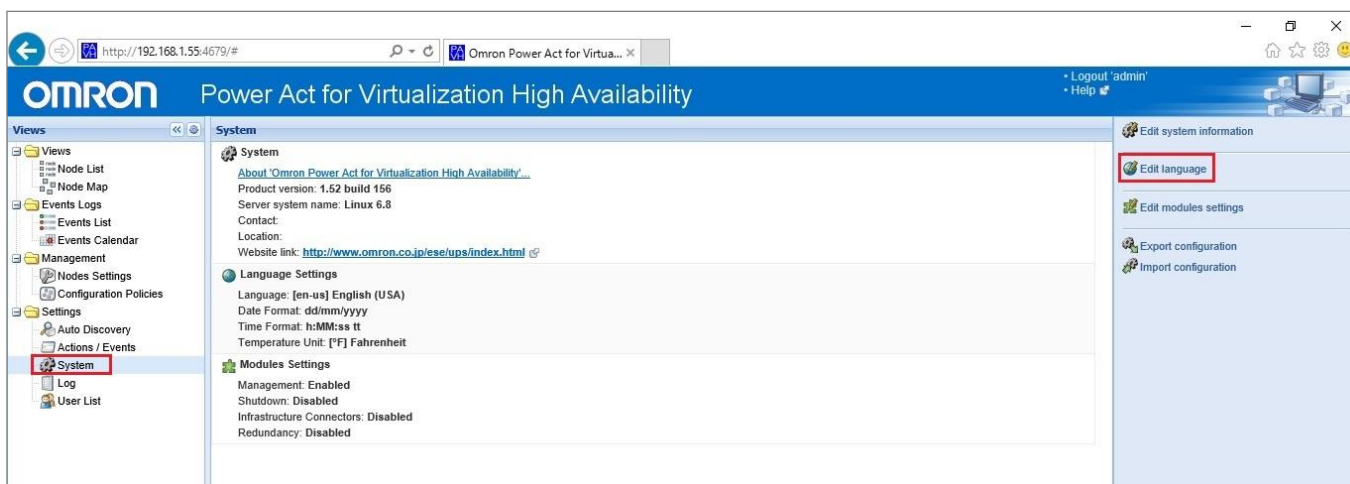 http://192.168.1.55:4679/#
Omron Power Act for Virtua...
OMRON
Power Act for Virtualization High Availability
• Logout 'admin'
• Help
Views
Views
Node List
Node Map
Events Logs
Events List
Events Calendar
Management
Nodes Settings
Configuration Policies
Settings
Auto Discovery
Actions / Events
System
Log
User List
System
System
About 'Omron Power Act for Virtualization High Availability'...
Product version: 1.52 build 156
Server system name: Linux 6.8
Contact:
Location:
Website link: http://www.omron.co.jp/ese/ups/index.html
Language Settings
Language: [en-us] English (USA)
Date Format: dd/mm/yyyy
Time Format: h:MM:ss tt
Temperature Unit: [°F] Fahrenheit
Modules Settings
Management: Enabled
Shutdown: Disabled
Infrastructure Connectors: Disabled
Redundancy: Disabled
Edit system information
Edit language
Edit modules settings
Export configuration
Import configuration